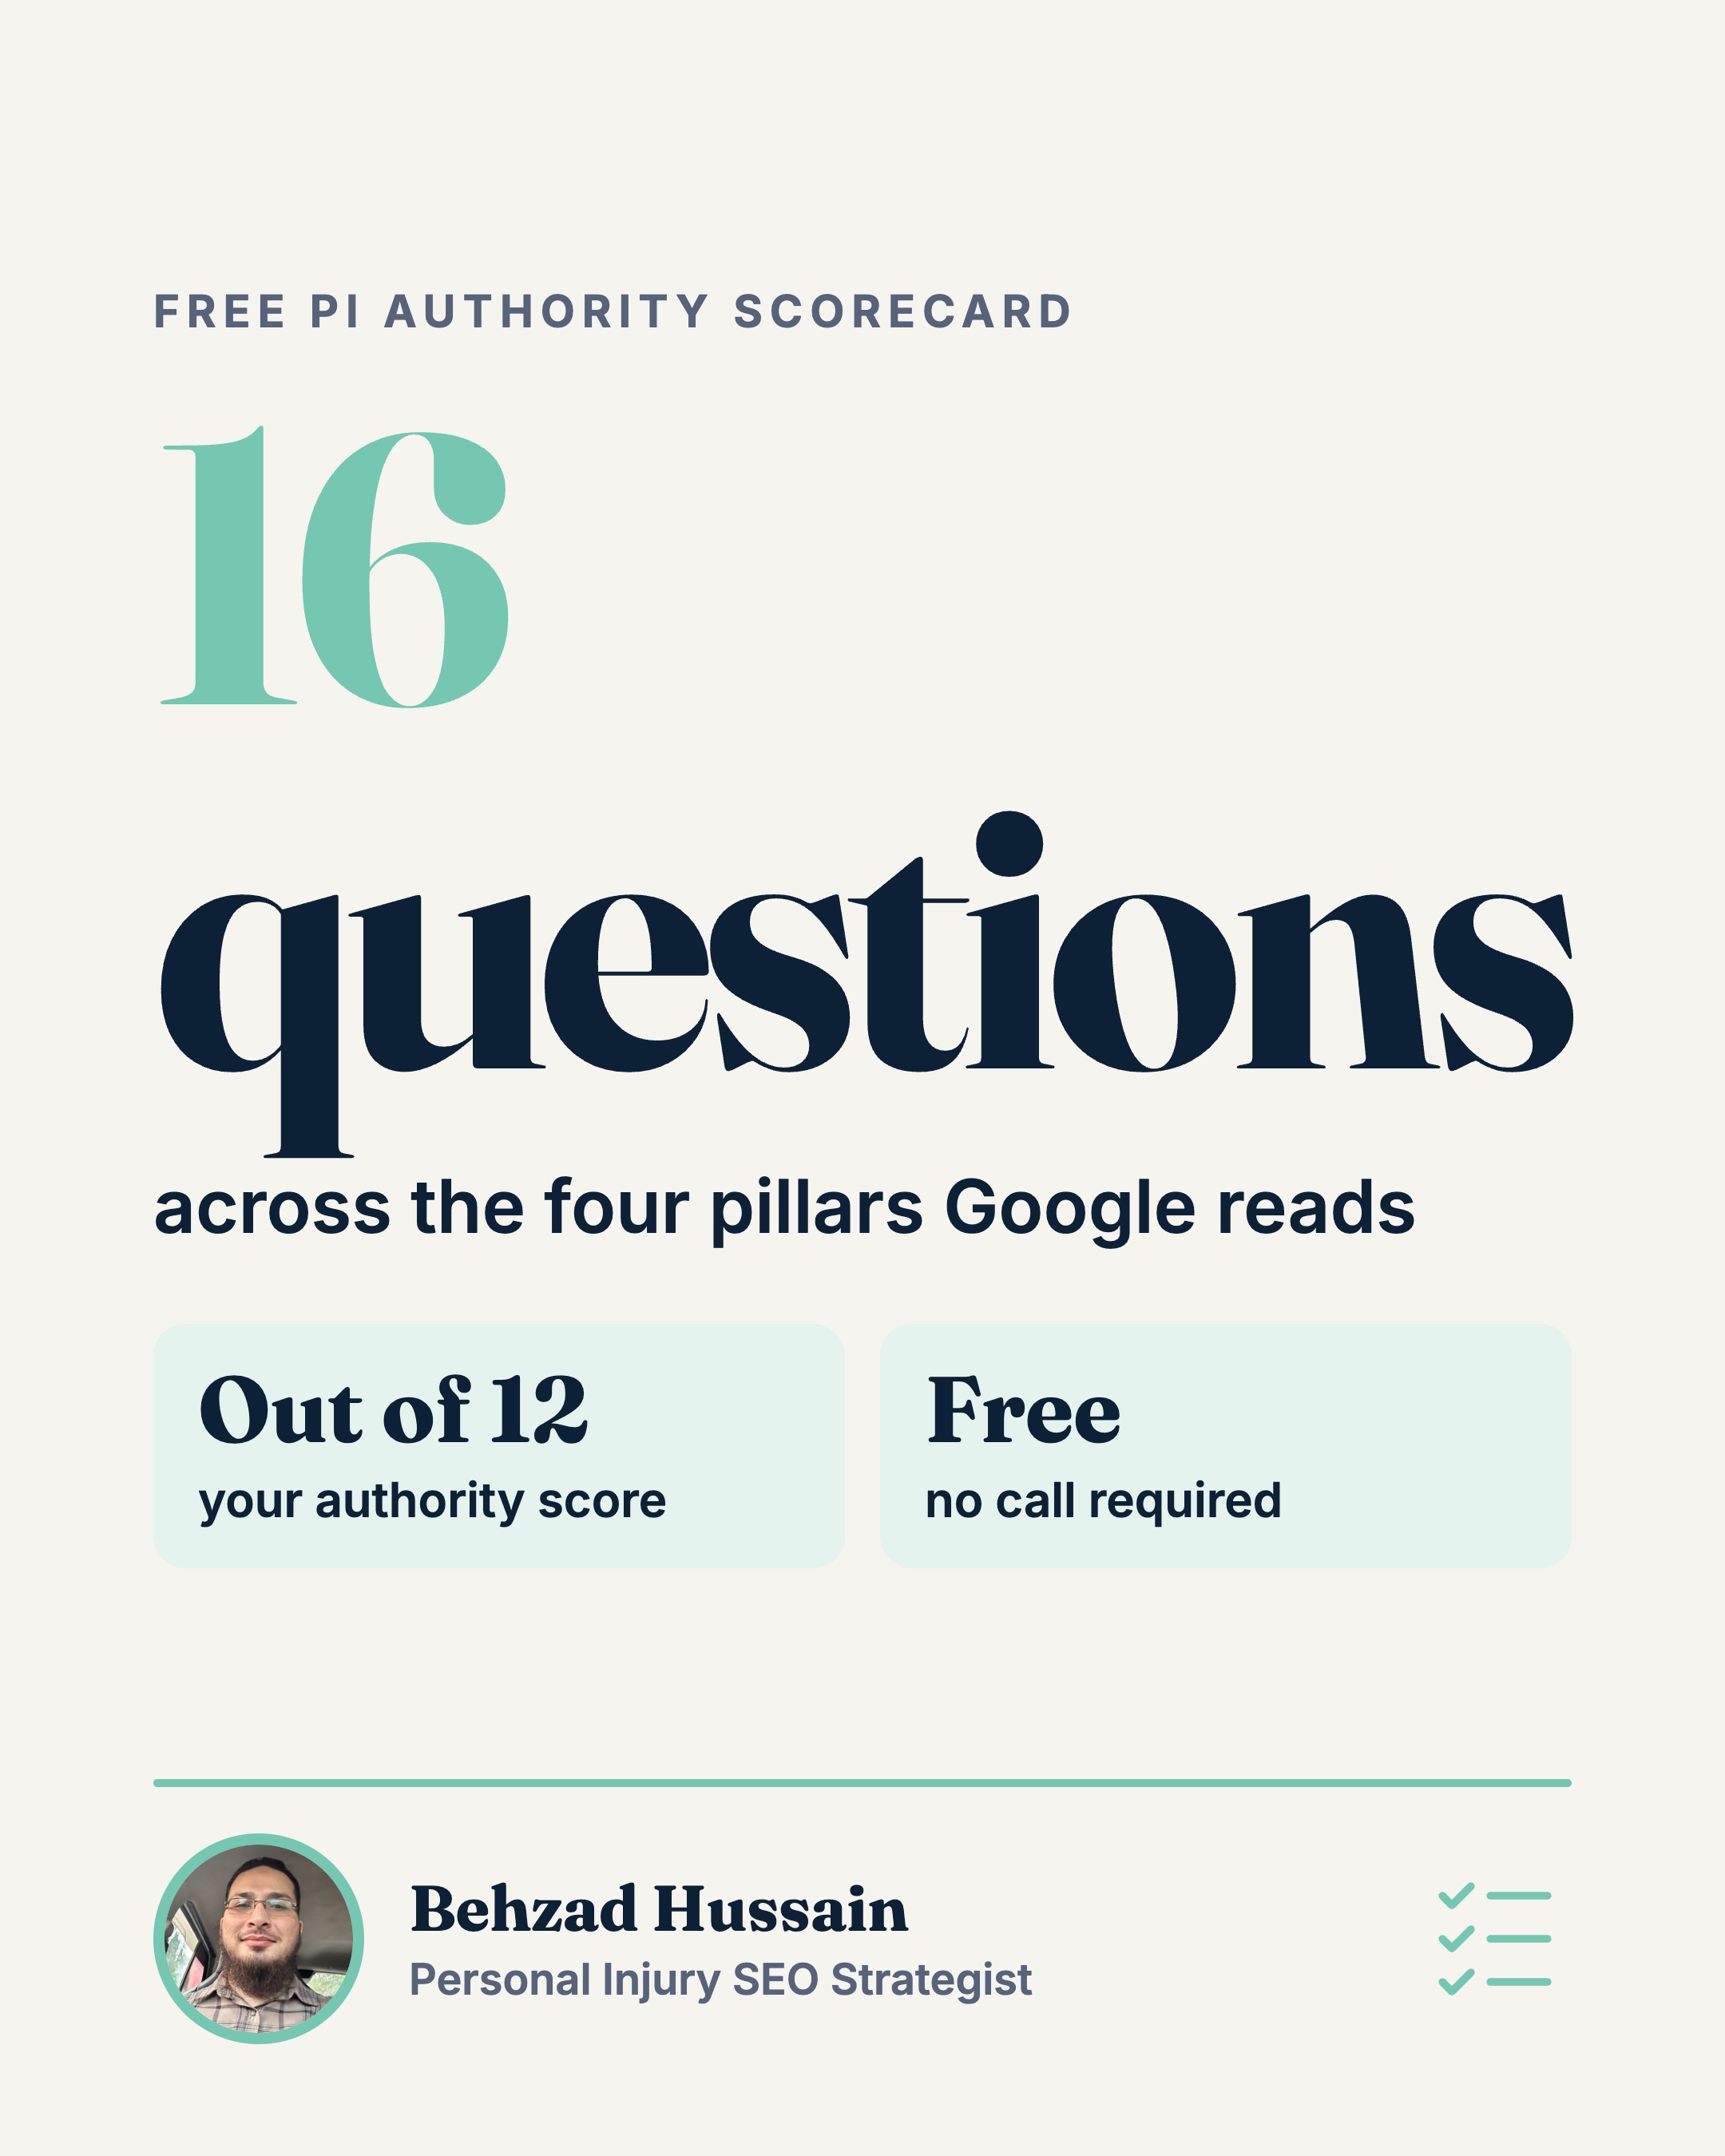 FREE PI AUTHORITY SCORECARD
16
questions
across the four pillars Google reads
Out of 12
your authority score
Free
no call required
Behzad Hussain
Personal Injury SEO Strategist